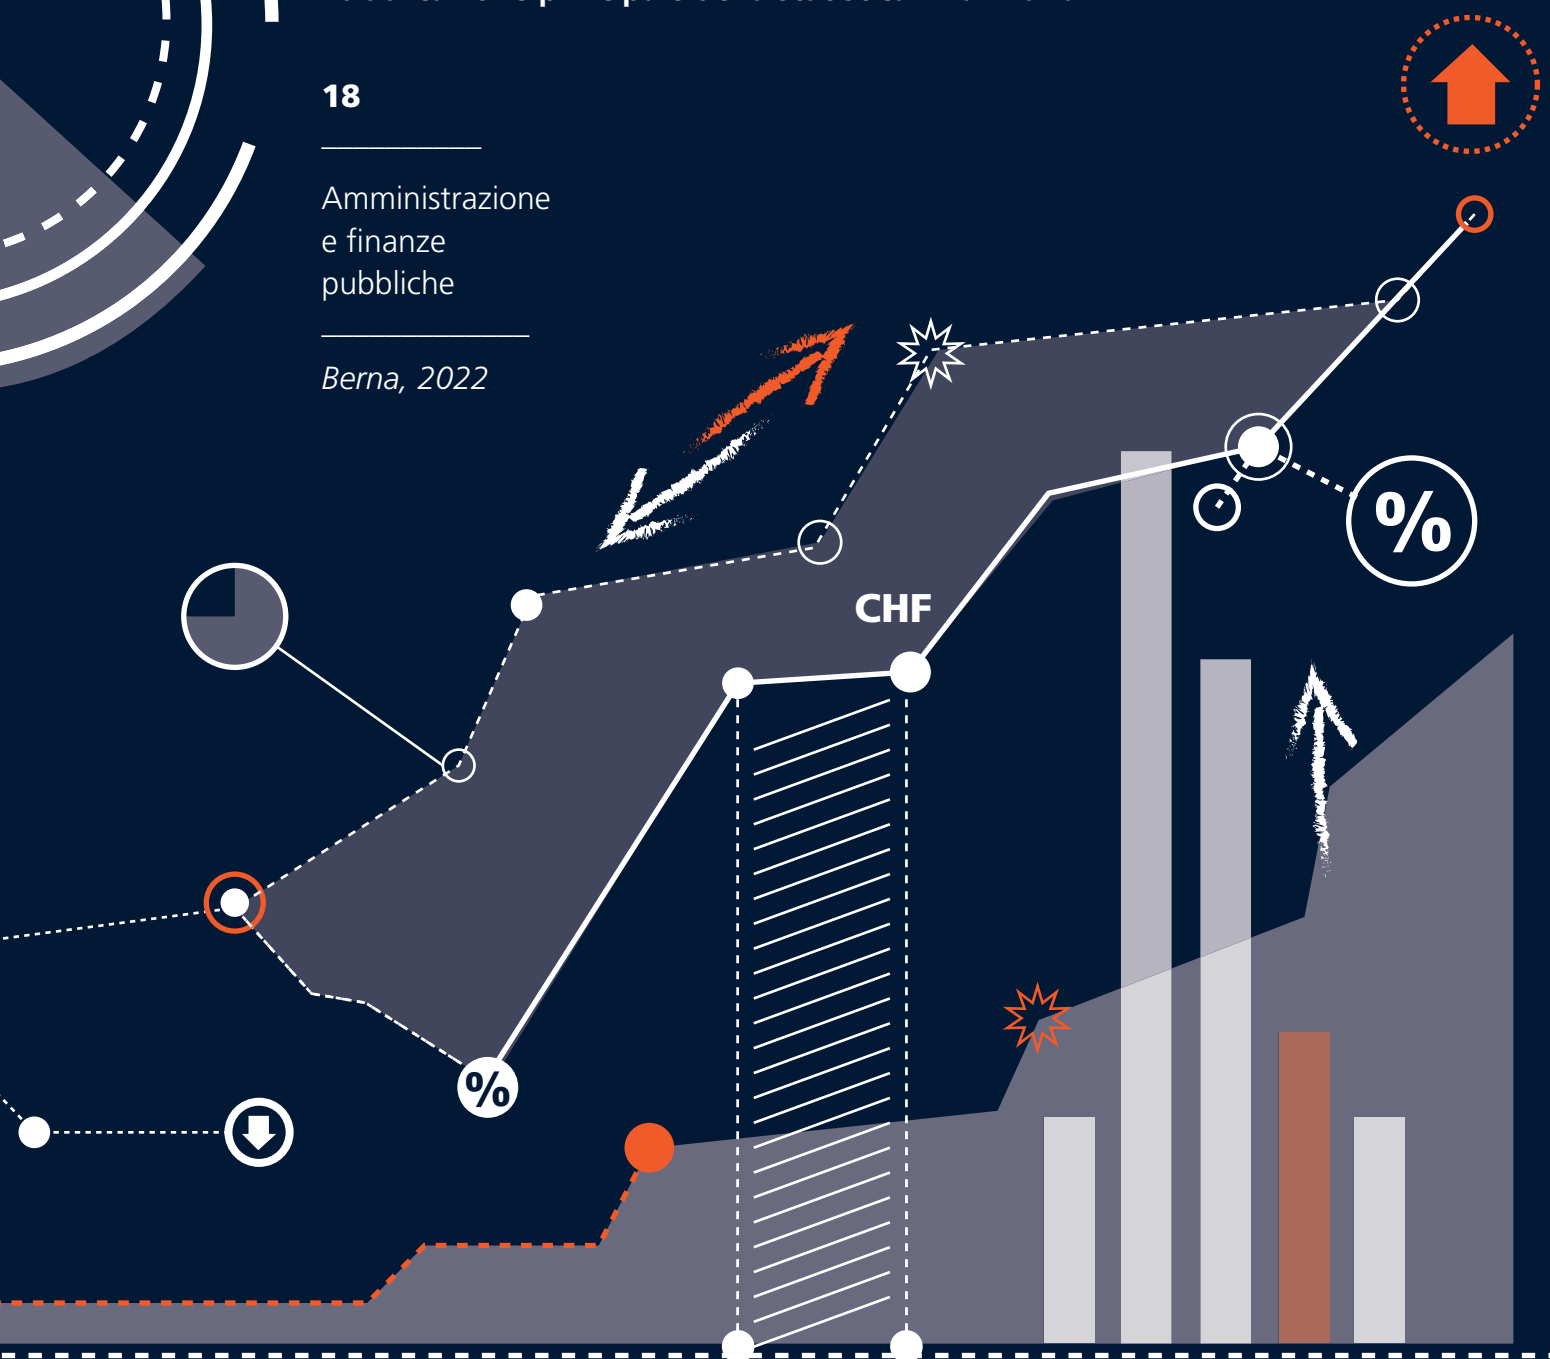 18
Amministrazione
e finanze
pubbliche
Berna, 2022
%
CHF
%